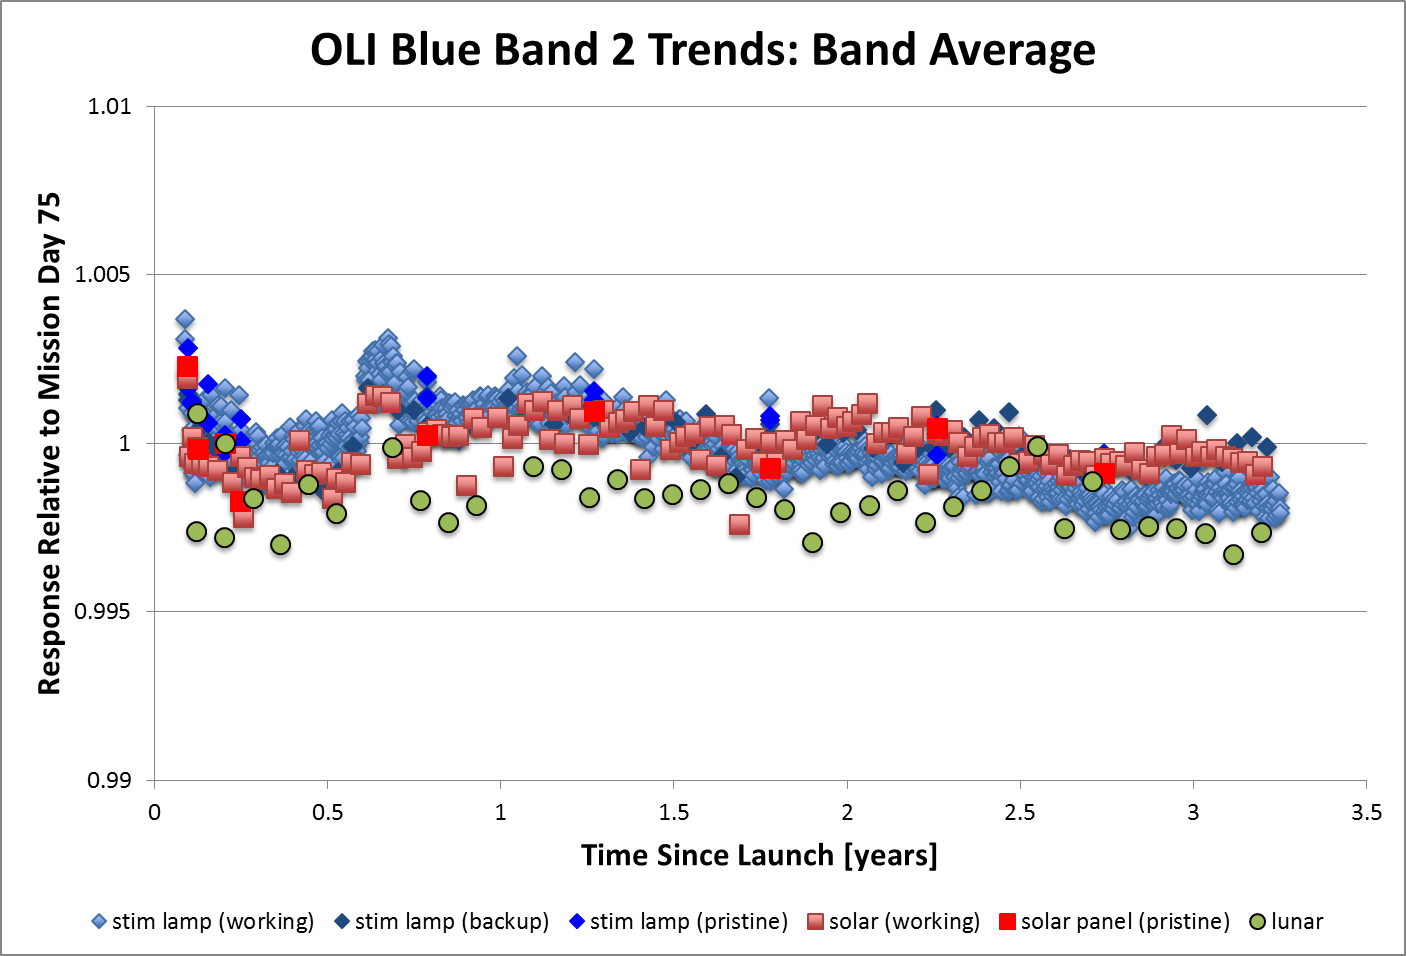 OLI Blue Band 2 Trends: Band Average
1.01
1.005
1
0.995
0.99
Response Relative to Mission Day 75
0 0.5 1 1.5 2 2.5 3 3.5
Time Since Launch [years]
stim lamp (working) stim lamp (backup) stim lamp (pristine) solar (working) solar panel (pristine) lunar